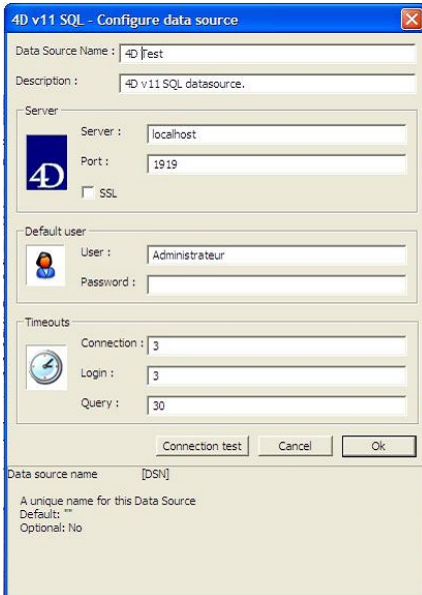 4D v11 SQL - Configure data source
Data Source Name : 4D Test
Description : 4D v11 SQL datasource.
Server
Server : localhost
Port : 1919
4D
SSL
Default user
User : Administrateur
Password :
Timeouts
Connection : 3
Login : 3
Query : 30
Connection test Cancel Ok
Data source name [DSN]
A unique name for this Data Source
Default: ""
Optional: No